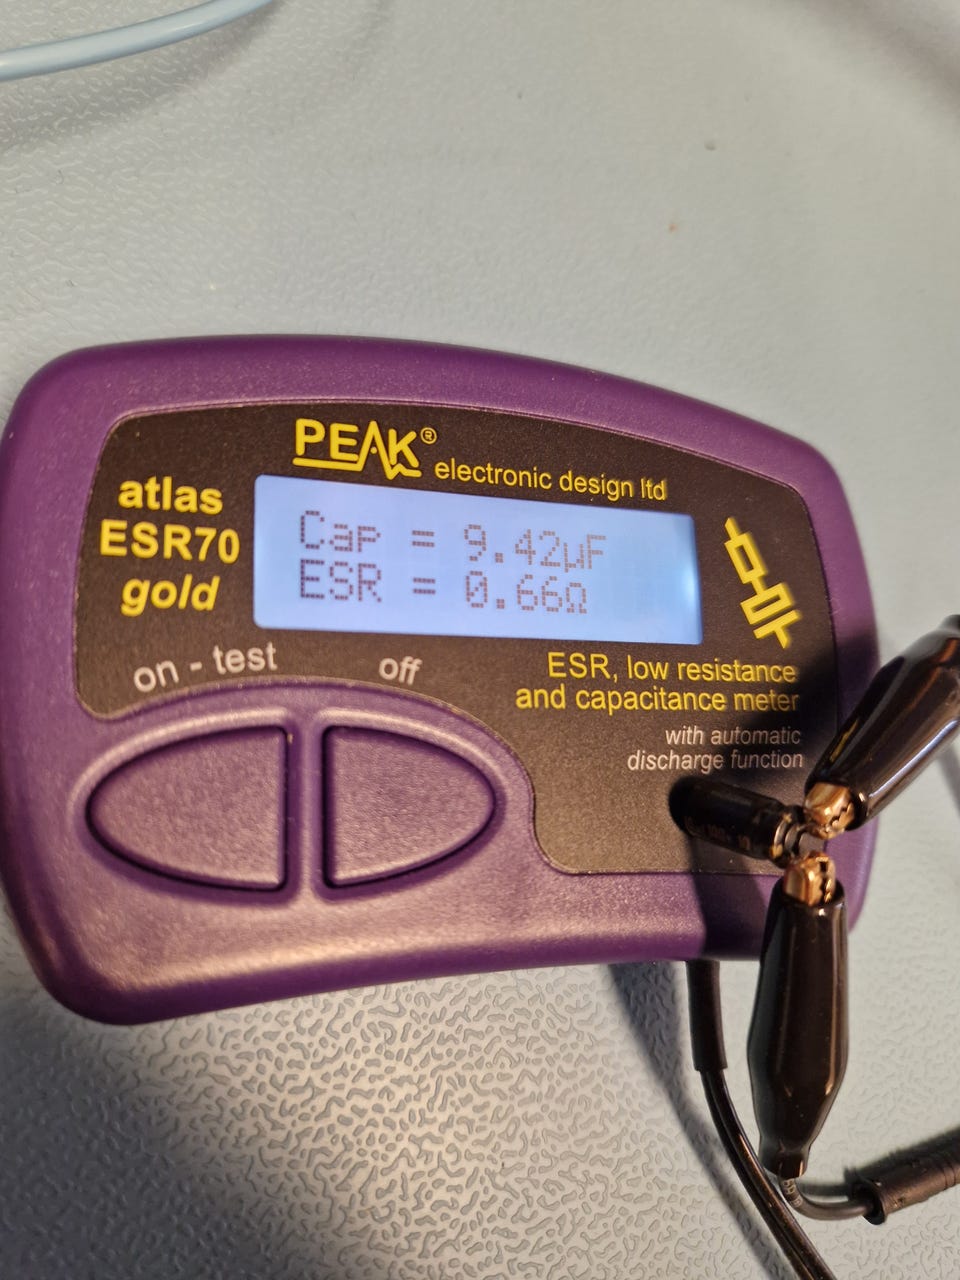 PEAK®
electronic design ltd
atlas
ESR70
gold
Cap = 9.42µF
ESR = 0.66Ω
on - test
off
ESR, low resistance
and capacitance meter
with automatic
discharge function